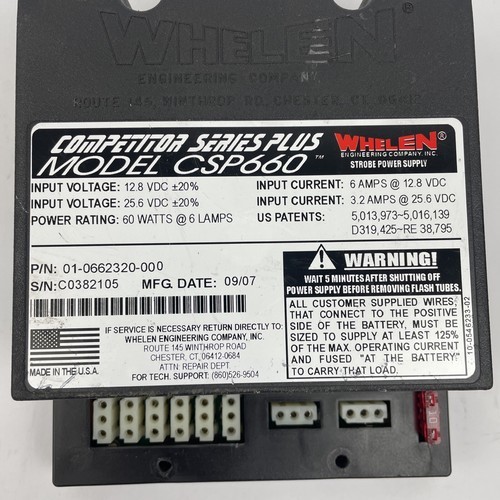 WHELEN
ENGINEERING COMPANY
ROUTE 145, WINTHROP RD, CHESTER, CT. 06412
COMPETITOR SERIES PLUS
MODEL CSP660 ™
WHELEN®
ENGINEERING COMPANY, INC.
STROBE POWER SUPPLY
INPUT VOLTAGE: 12.8 VDC ±20%
INPUT CURRENT: 6 AMPS @ 12.8 VDC
INPUT VOLTAGE: 25.6 VDC ±20%
INPUT CURRENT: 3.2 AMPS @ 25.6 VDC
POWER RATING: 60 WATTS @ 6 LAMPS
US PATENTS: 5,013,973~5,016,139
D319,425~RE 38,795
P/N: 01-0662320-000
S/N: C0382105 MFG. DATE: 09/07
WARNING!
WAIT 5 MINUTES AFTER SHUTTING OFF
POWER SUPPLY BEFORE REMOVING FLASH TUBES.
ALL CUSTOMER SUPPLIED WIRES
THAT CONNECT TO THE POSITIVE
SIDE OF THE BATTERY, MUST BE
SIZED TO SUPPLY AT LEAST 125%
OF THE MAX. OPERATING CURRENT
AND FUSED "AT THE BATTERY"
TO CARRY THAT LOAD.
10-0546233-02
MADE IN THE U.S.A.
IF SERVICE IS NECESSARY RETURN DIRECTLY TO:
WHELEN ENGINEERING COMPANY, INC.
ROUTE 145 WINTHROP ROAD
CHESTER, CT, 06412-0684
ATTN: REPAIR DEPT.
FOR TECH. SUPPORT: (860)526-9504